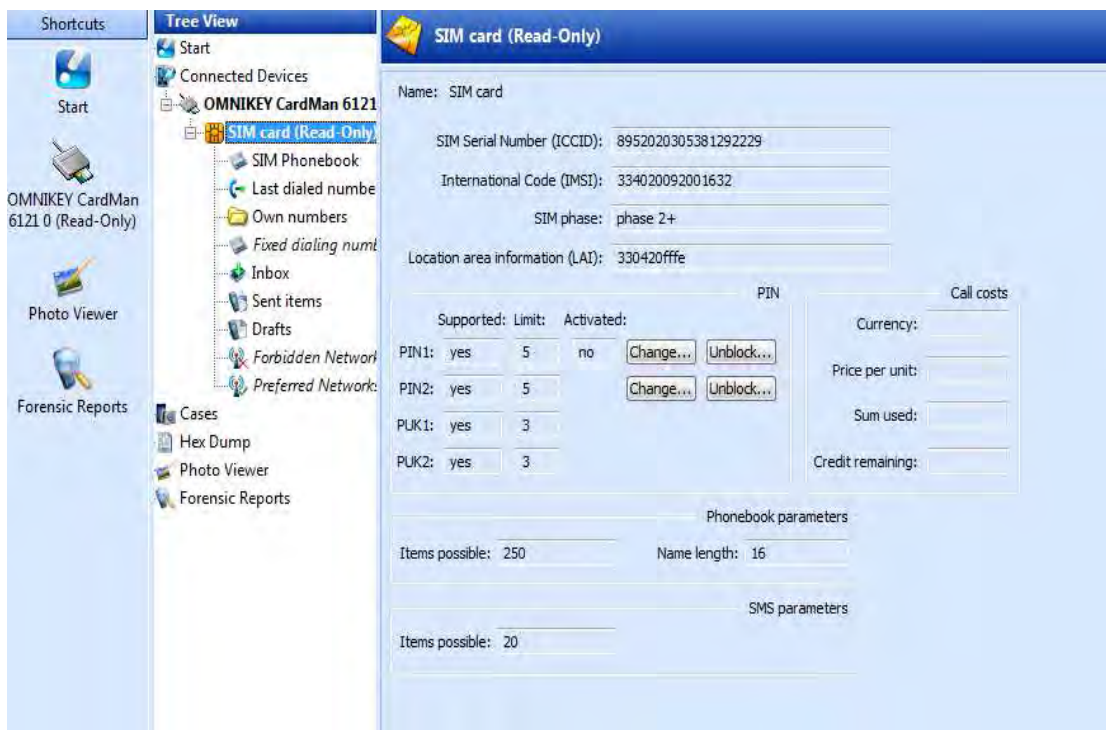 Shortcuts
Start
OMNIKEY CardMan
6121 0 (Read-Only)
Photo Viewer
Forensic Reports
Tree View
Start
Connected Devices
OMNIKEY CardMan 6121
SIM card (Read-Only)
SIM Phonebook
Last dialed numbe
Own numbers
Fixed dialing numb
Inbox
Sent items
Drafts
Forbidden Network
Preferred Networks
Cases
Hex Dump
Photo Viewer
Forensic Reports
SIM card (Read-Only)
Name: SIM card
SIM Serial Number (ICCID): 8952020305381292229
International Code (IMSI): 334020092001632
SIM phase: phase 2+
Location area information (LAI): 330420fffe
PIN
Supported: Limit: Activated:
PIN1: yes 5 no Change... Unblock...
PIN2: yes 5 Change... Unblock...
PUK1: yes 3
PUK2: yes 3
Call costs
Currency:
Price per unit:
Sum used:
Credit remaining:
Phonebook parameters
Items possible: 250 Name length: 16
SMS parameters
Items possible: 20